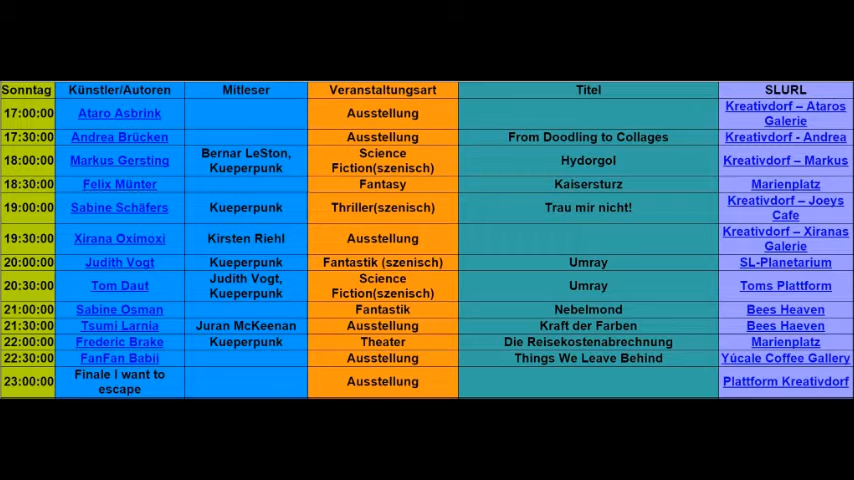 Sonntag Künstler/Autoren Mitleser Veranstaltungsart Titel SLURL
17:00:00 Ataro Asbrink Ausstellung Kreativdorf – Ataros
Galerie
17:30:00 Andrea Brücken Ausstellung From Doodling to Collages Kreativdorf - Andrea
18:00:00 Markus Gersting Bernar LeSton, Science Hydorgol Kreativdorf – Markus
Kueperpunk Fiction(szenisch)
18:30:00 Felix Münter Fantasy Kaisersturz Marienplatz
19:00:00 Sabine Schäfers Kueperpunk Thriller(szenisch) Trau mir nicht! Kreativdorf – Joeys
Cafe
19:30:00 Xirana Oximoxi Kirsten Riehl Ausstellung Kreativdorf – Xiranas
Galerie
20:00:00 Judith Vogt Kueperpunk Fantastik (szenisch) Umray SL-Planetarium
20:30:00 Tom Daut Judith Vogt, Science Umray Toms Plattform
Kueperpunk Fiction(szenisch)
21:00:00 Sabine Osman Fantastik Nebelmond Bees Heaven
21:30:00 Tsumi Larnia Juran McKeenan Ausstellung Kraft der Farben Bees Haeven
22:00:00 Frederic Brake Kueperpunk Theater Die Reisekostenabrechnung Marienplatz
22:30:00 FanFan Babii Ausstellung Things We Leave Behind Yúcale Coffee Gallery
23:00:00 Finale I want to Ausstellung Plattform Kreativdorf
escape